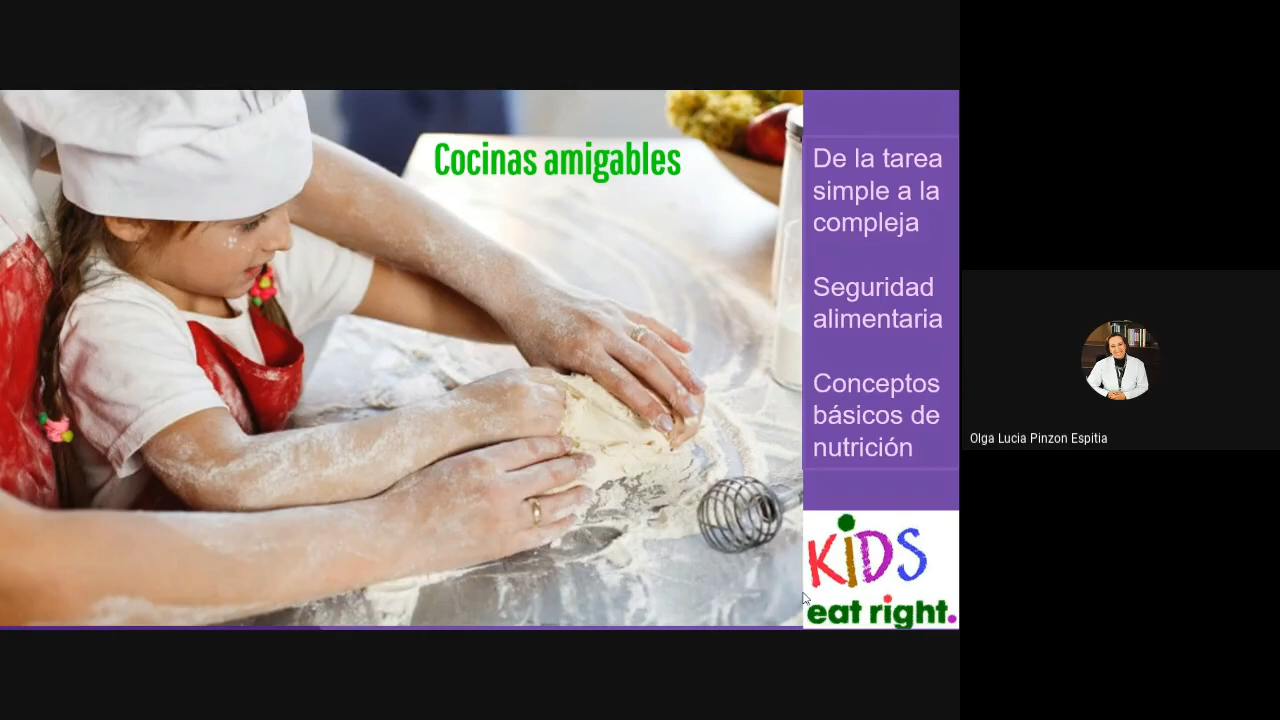 Cocinas amigables
De la tarea
simple a la
compleja
Seguridad
alimentaria
Conceptos
básicos de
nutrición
KiDS
eat right.
Olga Lucia Pinzon Espitia